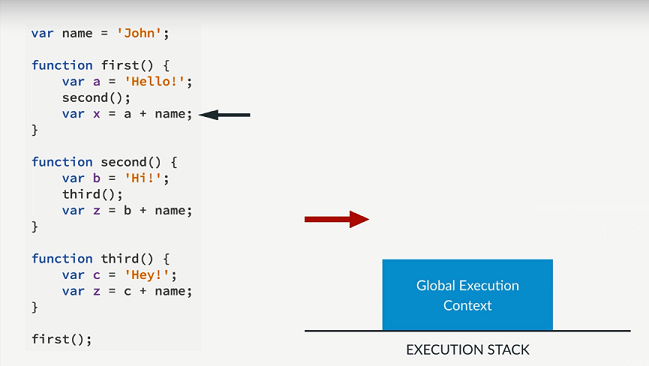 var name = 'John';
function first() {
    var a = 'Hello!';
    second();
    var x = a + name;
}
function second() {
    var b = 'Hi!';
    third();
    var z = b + name;
}
function third() {
    var c = 'Hey!';
    var z = c + name;
}
first();
Global Execution
Context
EXECUTION STACK